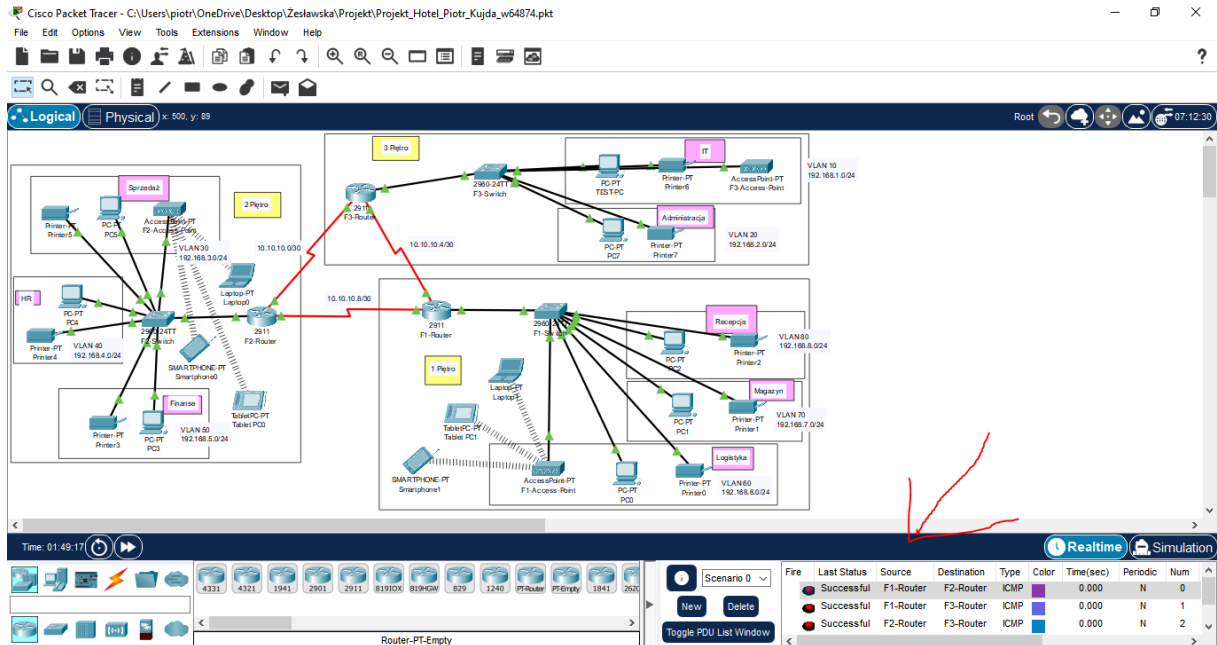 Cisco Packet Tracer - C:\Users\piotr\OneDrive\Desktop\Żesławska\Projekt\Projekt_Hotel_Piotr_Kujda_w64874.pkt
File Edit Options View Tools Extensions Window Help
Logical Physical x: 500, y: 89 Root 07:12:30
3 Piętro
IT
2960-24TT
F3-Switch
PC-PT
TEST-PC
Printer-PT
Printer6
AccessPoint-PT
F3-Access-Point
VLAN 10
192.168.1.0/24
2911
F3-Router
Administracja
PC-PT
PC7
Printer-PT
Printer7
VLAN 20
192.168.2.0/24
Sprzedaż
2 Piętro
Printer-PT
Printer5
PC-PT
PC5
AccessPoint-PT
F2-Access-Point
VLAN30
192.168.3.0/24
10.10.10.0/30
10.10.10.4/30
Laptop-PT
Laptop0
10.10.10.8/30
HR
PC-PT
PC4
Printer-PT
Printer4
VLAN 40
192.168.4.0/24
2960-24TT
F2-Switch
2911
F2-Router
SMARTPHONE-PT
Smartphone0
TabletPC-PT
Tablet PC0
Finanse
Printer-PT
Printer3
PC-PT
PC3
VLAN 50
192.168.5.0/24
2911
F1-Router
2960-24TT
F1-Switch
1 Piętro
Recepcja
PC-PT
PC2
Printer-PT
Printer2
VLAN80
192.168.8.0/24
Magazyn
PC-PT
PC1
Printer-PT
Printer1
VLAN 70
192.168.7.0/24
Laptop-PT
Laptop1
TabletPC-PT
Tablet PC1
SMARTPHONE-PT
Smartphone1
AccessPoint-PT
F1-Access-Point
Logistyka
PC-PT
PC0
Printer-PT
Printer0
VLAN60
192.168.6.0/24
Time: 01:49:17 Realtime Simulation
4331 4321 1941 2901 2911 819IOX 819HGW 829 1240 PT-Router PT-Empty 1841 2620
Router-PT-Empty
Scenario 0
New Delete
Toggle PDU List Window
Fire Last Status Source Destination Type Color Time(sec) Periodic Num
Successful F1-Router F2-Router ICMP 0.000 N 0
Successful F1-Router F3-Router ICMP 0.000 N 1
Successful F2-Router F3-Router ICMP 0.000 N 2